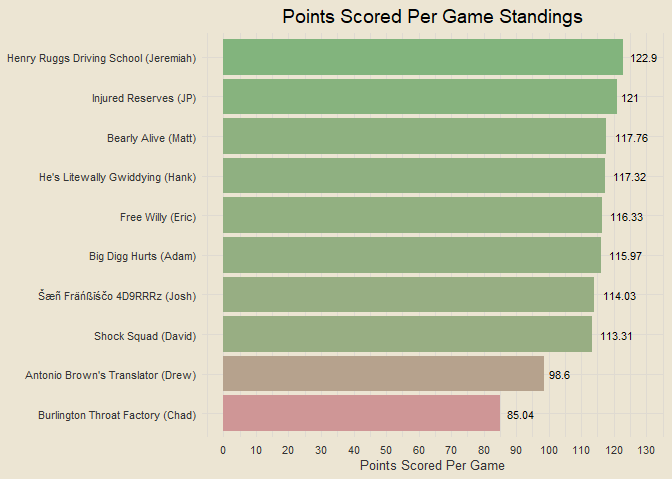 Points Scored Per Game Standings
Henry Ruggs Driving School (Jeremiah) 122.9
Injured Reserves (JP) 121
Bearly Alive (Matt) 117.76
He's Litewally Gwiddying (Hank) 117.32
Free Willy (Eric) 116.33
Big Digg Hurts (Adam) 115.97
Šæñ Fráńßïśčo 4D9RRRz (Josh) 114.03
Shock Squad (David) 113.31
Antonio Brown's Translator (Drew) 98.6
Burlington Throat Factory (Chad) 85.04
0 10 20 30 40 50 60 70 80 90 100 110 120 130
Points Scored Per Game